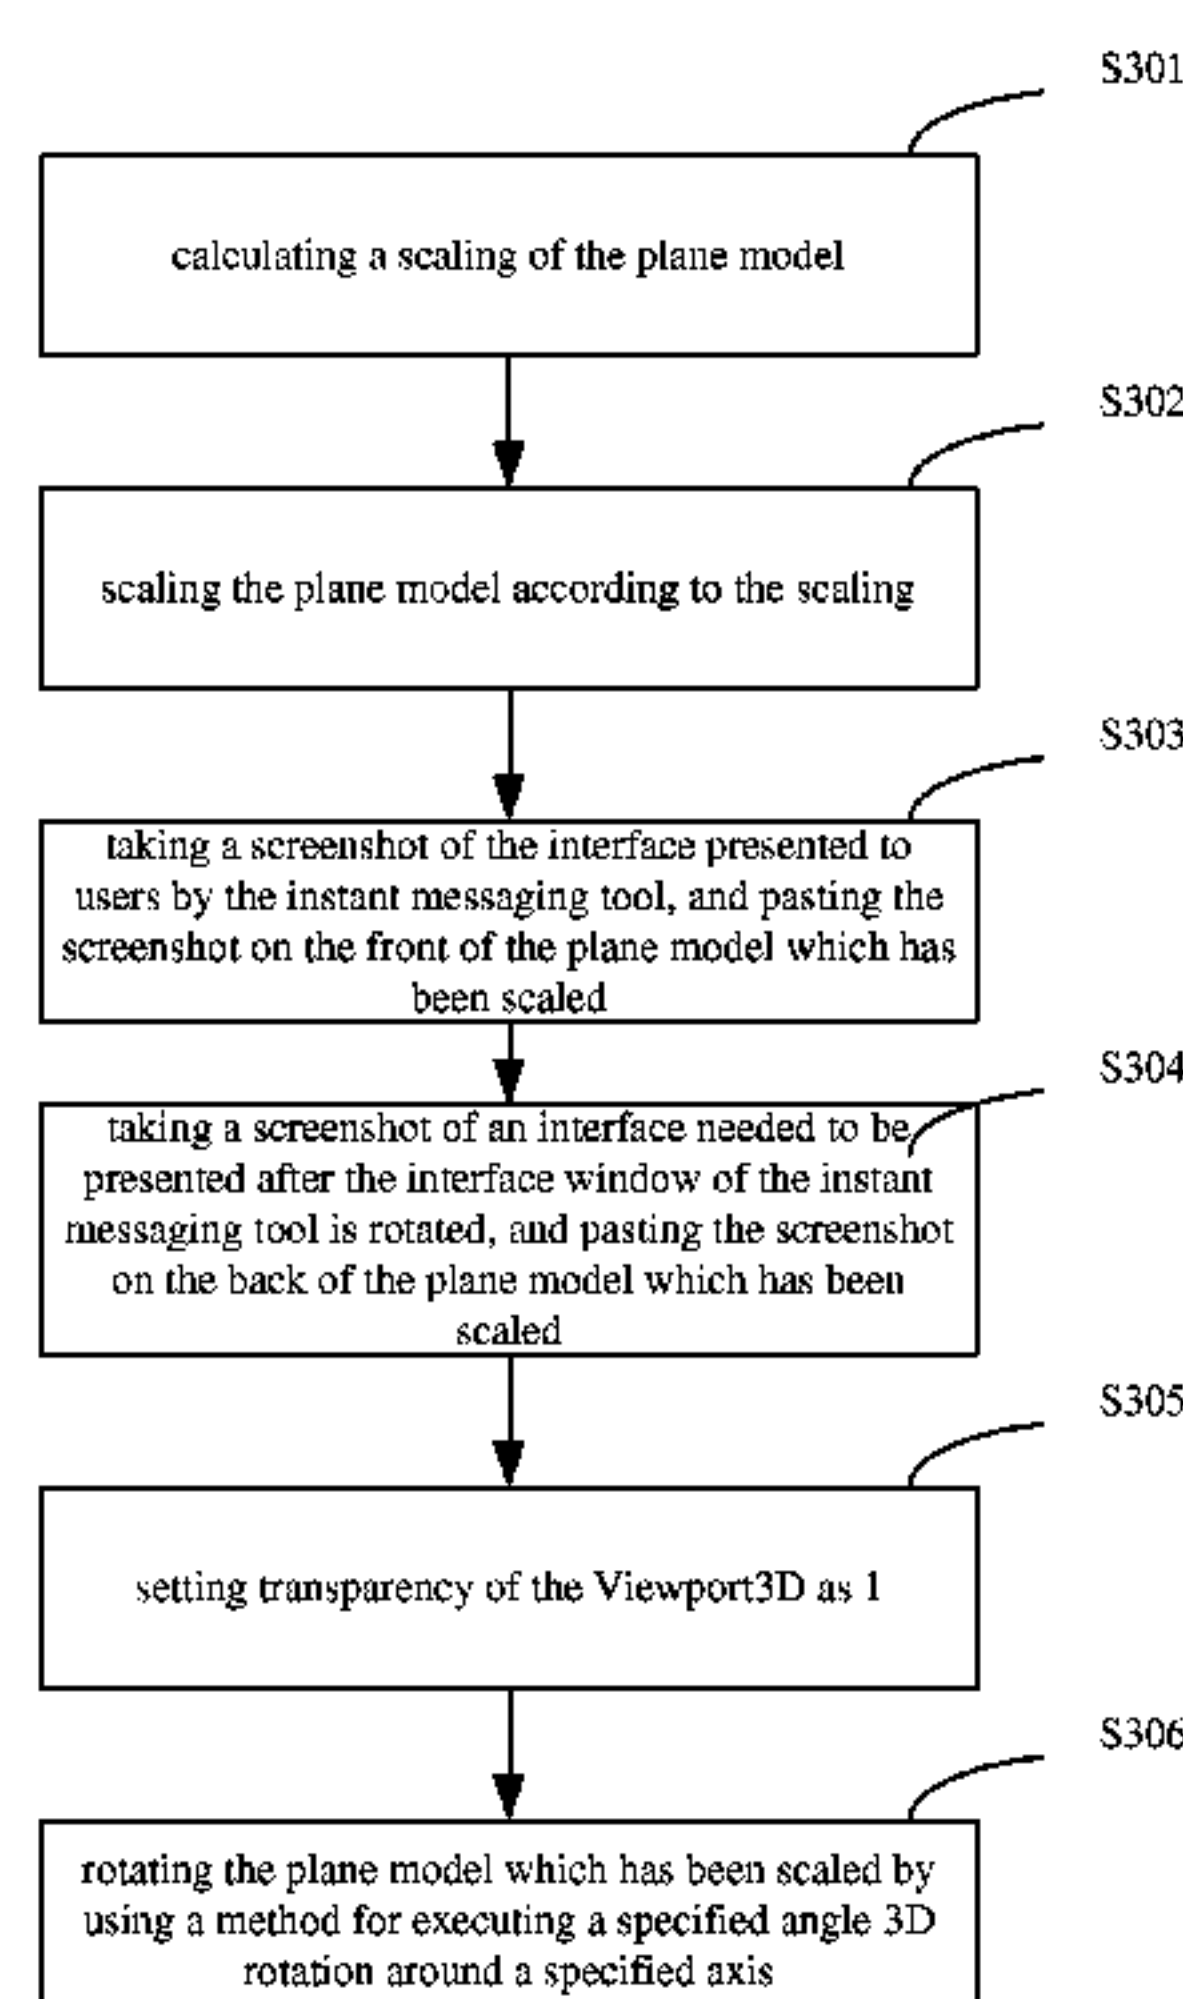 S301
calculating a scaling of the plane model
S302
scaling the plane model according to the scaling
S303
taking a screenshot of the interface presented to
users by the instant messaging tool, and pasting the
screenshot on the front of the plane model which has
been scaled
S304
taking a screenshot of an interface needed to be
presented after the interface window of the instant
messaging tool is rotated, and pasting the screenshot
on the back of the plane model which has been
scaled
S305
setting transparency of the Viewport3D as 1
S306
rotating the plane model which has been scaled by
using a method for executing a specified angle 3D
rotation around a specified axis